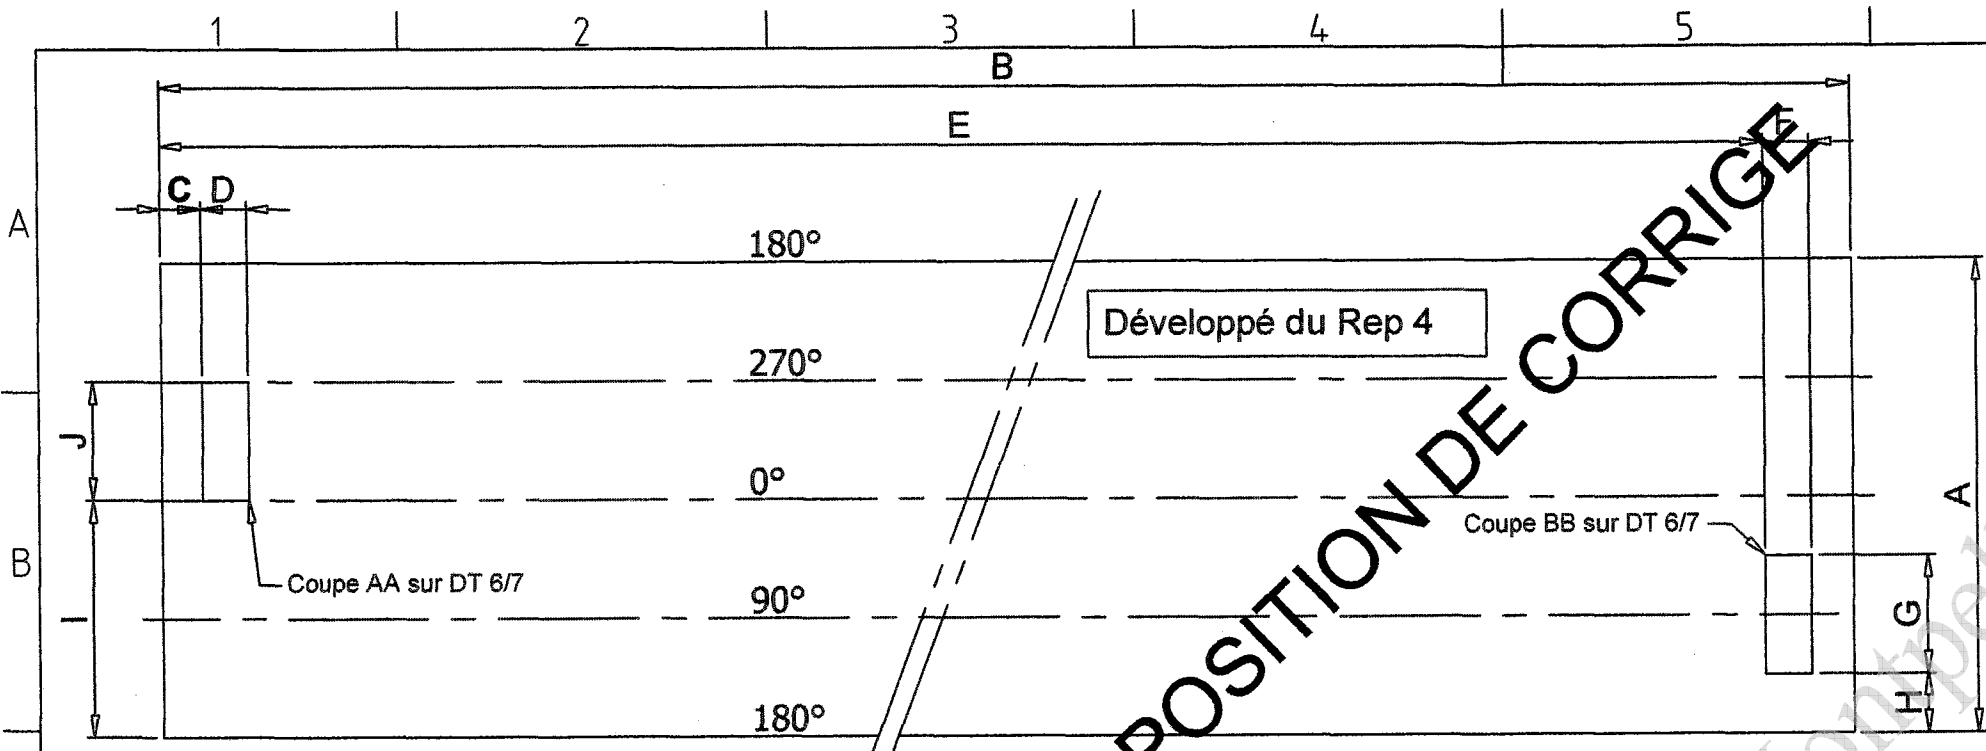 1 2 3 4 5
B
E F
C D
A
180°
Développé du Rep 4
270°
J
0°
A
Coupe BB sur DT 6/7
B
Coupe AA sur DT 6/7
90°
I
G
H
180°
POSITION DE CORRIGE